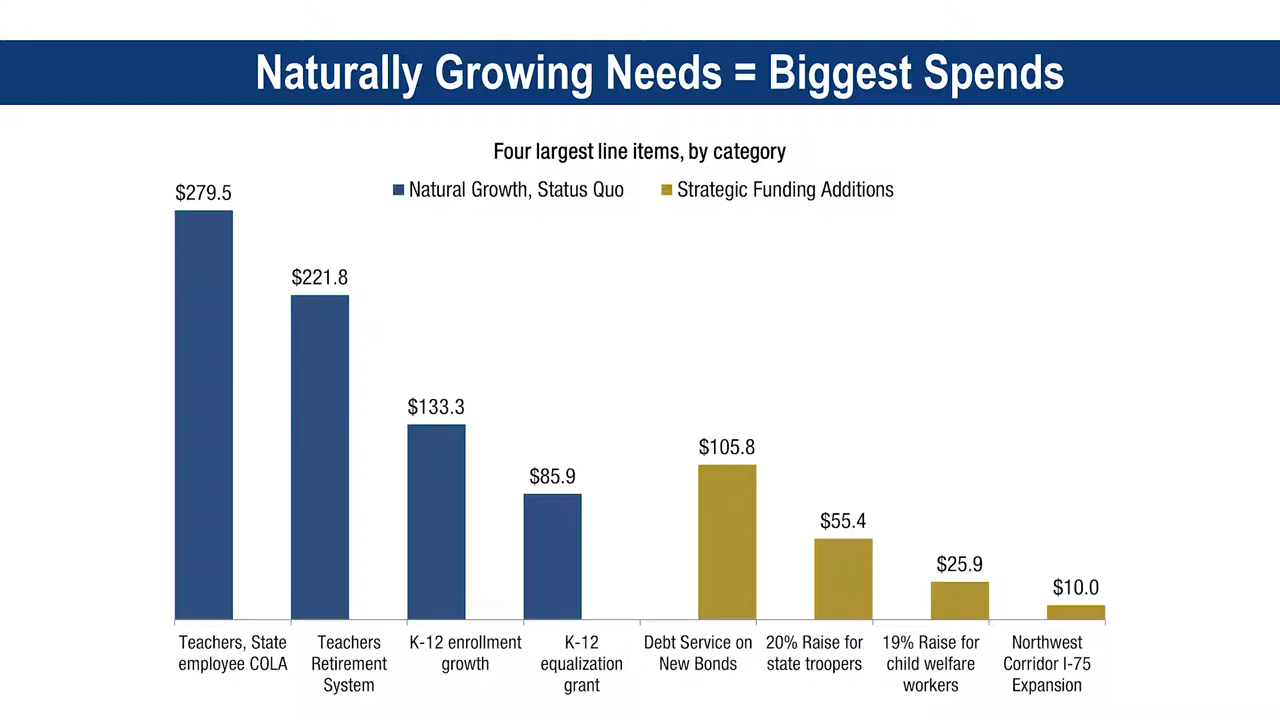 Naturally Growing Needs = Biggest Spends
Four largest line items, by category
Natural Growth, Status Quo
Strategic Funding Additions
$279.5
$221.8
$133.3
$85.9
$105.8
$55.4
$25.9
$10.0
Teachers, State
employee COLA
Teachers
Retirement
System
K-12 enrollment
growth
K-12
equalization
grant
Debt Service on
New Bonds
20% Raise for
state troopers
19% Raise for
child welfare
workers
Northwest
Corridor I-75
Expansion